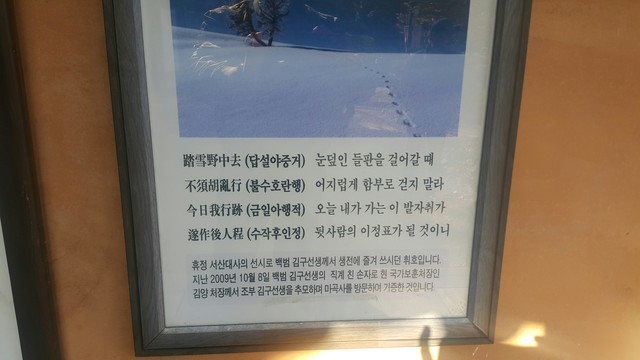 踏雪野中去 (답설야중거) 눈덮인 들판을 걸어갈 때
不須胡亂行 (불수호란행) 어지럽게 함부로 걷지 말라
今日我行跡 (금일아행적) 오늘 내가 가는 이 발자취가
遂作後人程 (수작후인정) 뒷사람의 이정표가 될 것이니
휴정 서산대사의 선시로 백범 김구선생께서 생전에 즐겨 쓰시던 휘호입니다.
지난 2009년 10월 8일 백범 김구선생의 직계 친 손자로 현 국가보훈처장인
김양 처장께서 조부 김구선생을 추모하며 마곡사를 방문하여 기증한 것입니다.